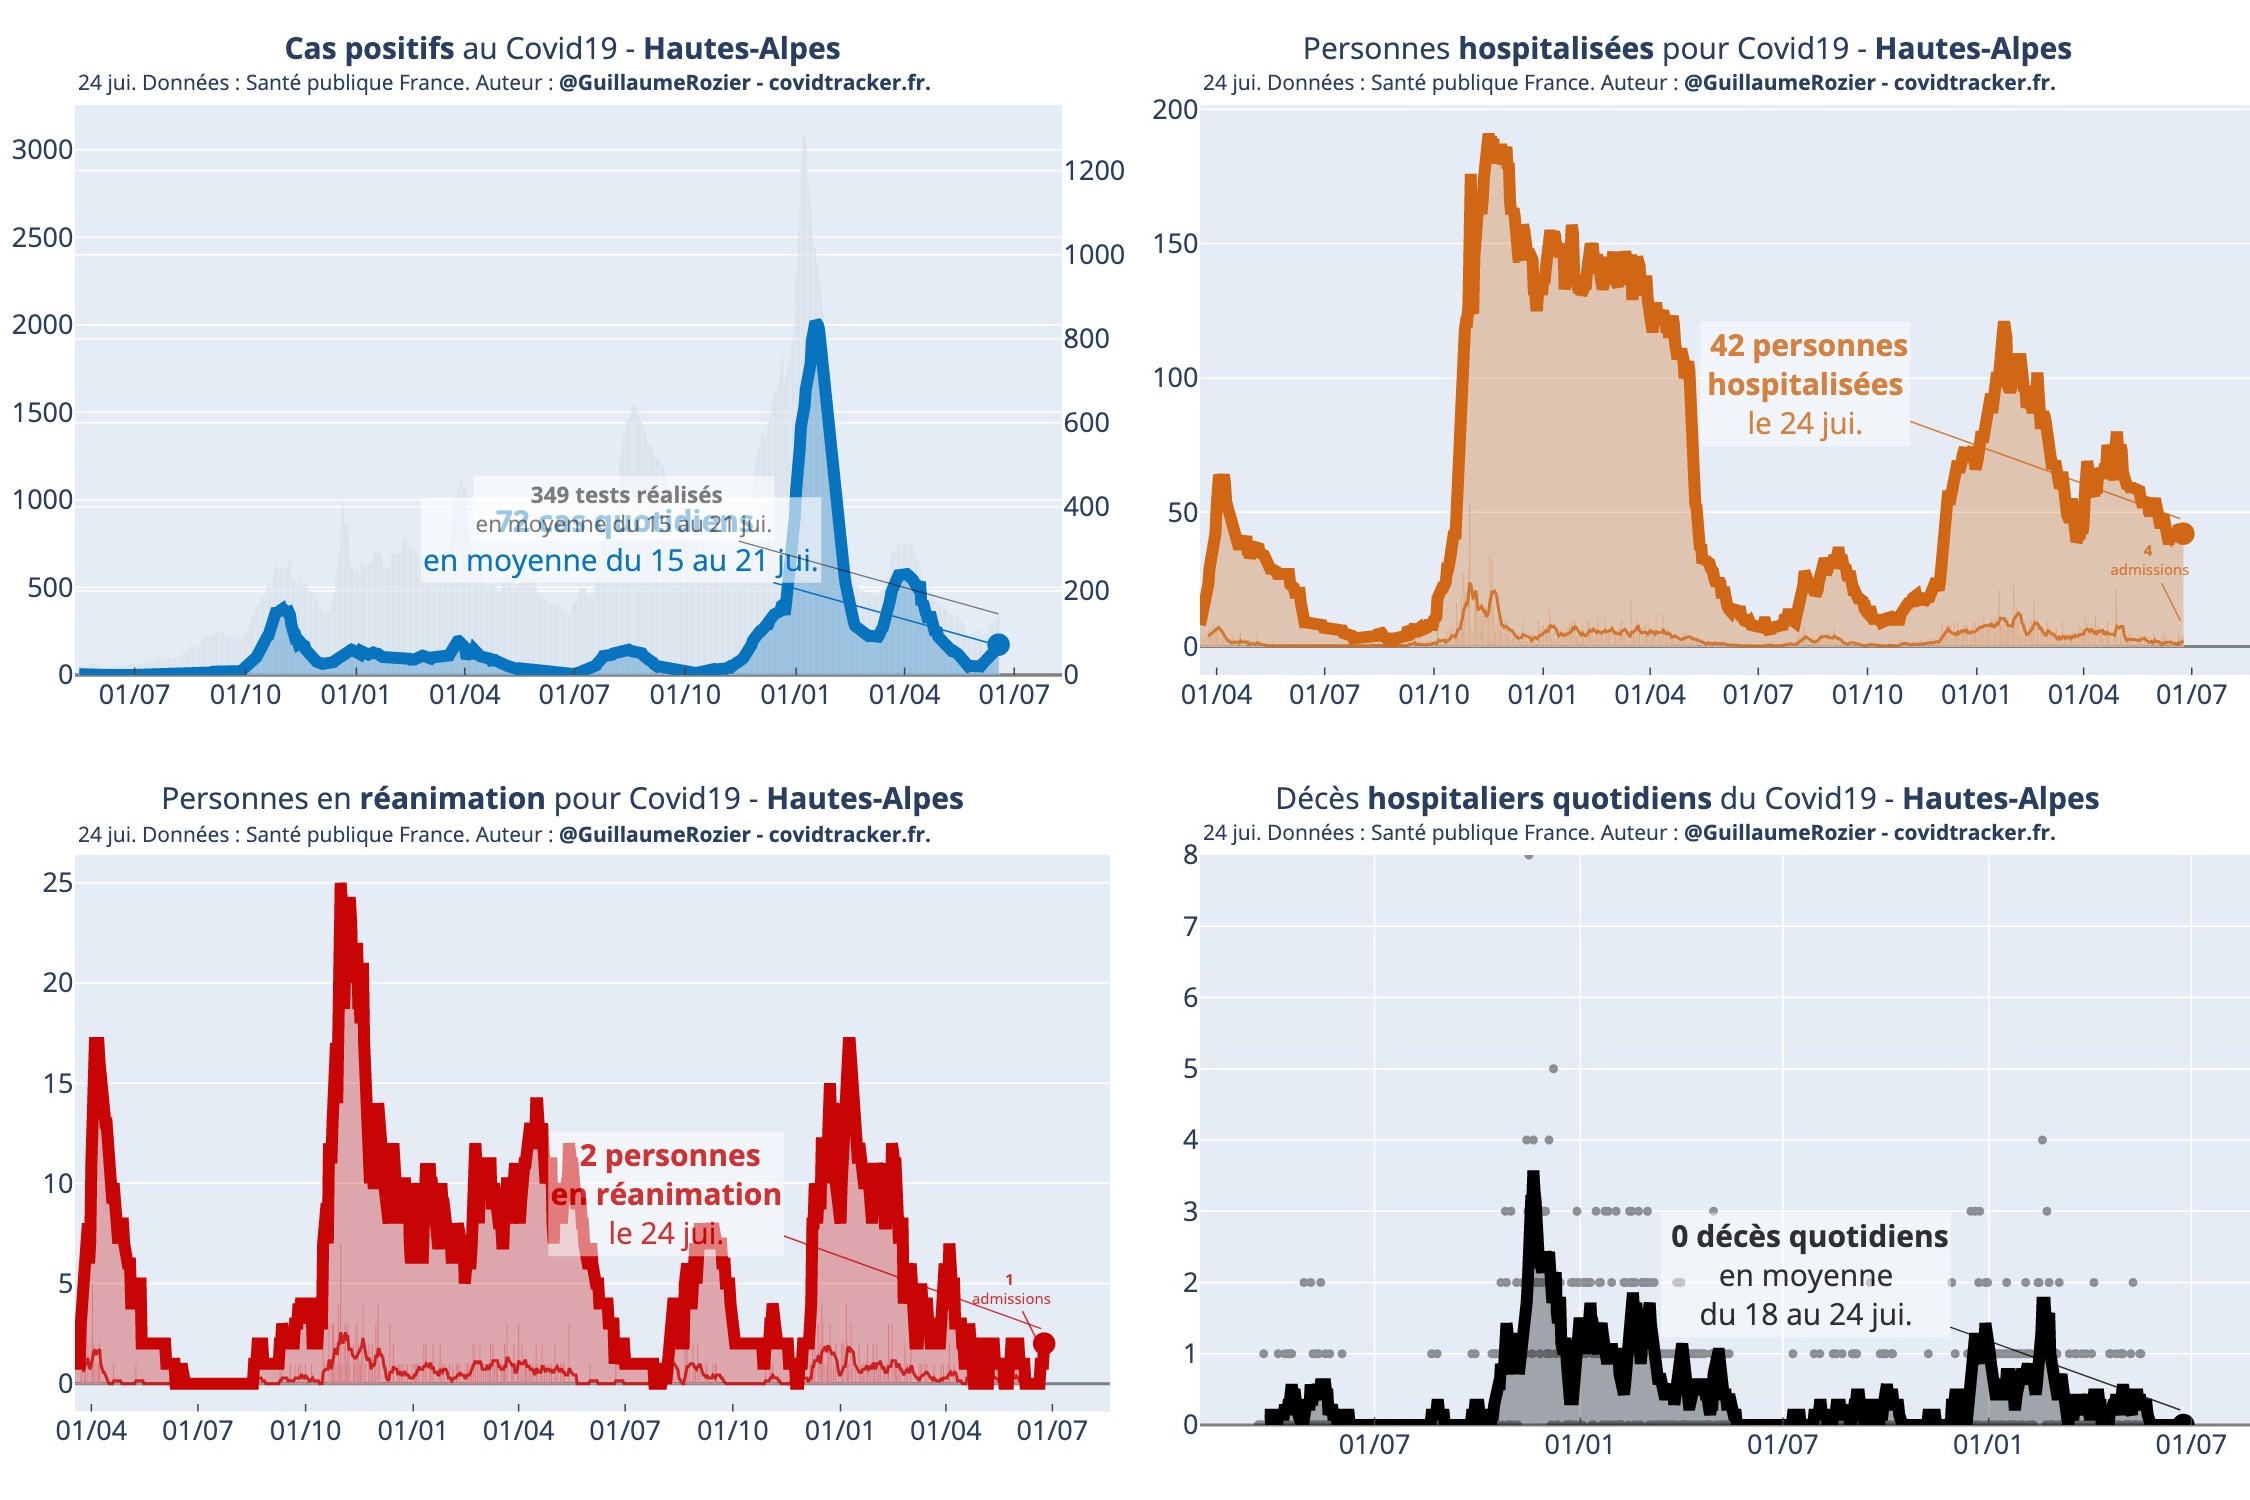 Cas positifs au Covid19 - Hautes-Alpes
24 jui. Données : Santé publique France. Auteur : @GuillaumeRozier - covidtracker.fr.
3000
2500
2000
1500
1000
500
0
1200
1000
800
600
400
200
0
349 tests réalisés
en moyenne du 15 au 21 jui.
72 cas quotidiens
en moyenne du 15 au 21 jui.
01/07 01/10 01/01 01/04 01/07 01/10 01/01 01/04 01/07
Personnes hospitalisées pour Covid19 - Hautes-Alpes
24 jui. Données : Santé publique France. Auteur : @GuillaumeRozier - covidtracker.fr.
200
150
100
50
0
42 personnes
hospitalisées
le 24 jui.
4
admissions
01/04 01/07 01/10 01/01 01/04 01/07 01/10 01/01 01/04 01/07
Personnes en réanimation pour Covid19 - Hautes-Alpes
24 jui. Données : Santé publique France. Auteur : @GuillaumeRozier - covidtracker.fr.
25
20
15
10
5
0
2 personnes
en réanimation
le 24 jui.
1
admissions
01/04 01/07 01/10 01/01 01/04 01/07 01/10 01/01 01/04 01/07
Décès hospitaliers quotidiens du Covid19 - Hautes-Alpes
24 jui. Données : Santé publique France. Auteur : @GuillaumeRozier - covidtracker.fr.
8
7
6
5
4
3
2
1
0
0 décès quotidiens
en moyenne
du 18 au 24 jui.
01/07 01/01 01/07 01/01 01/07